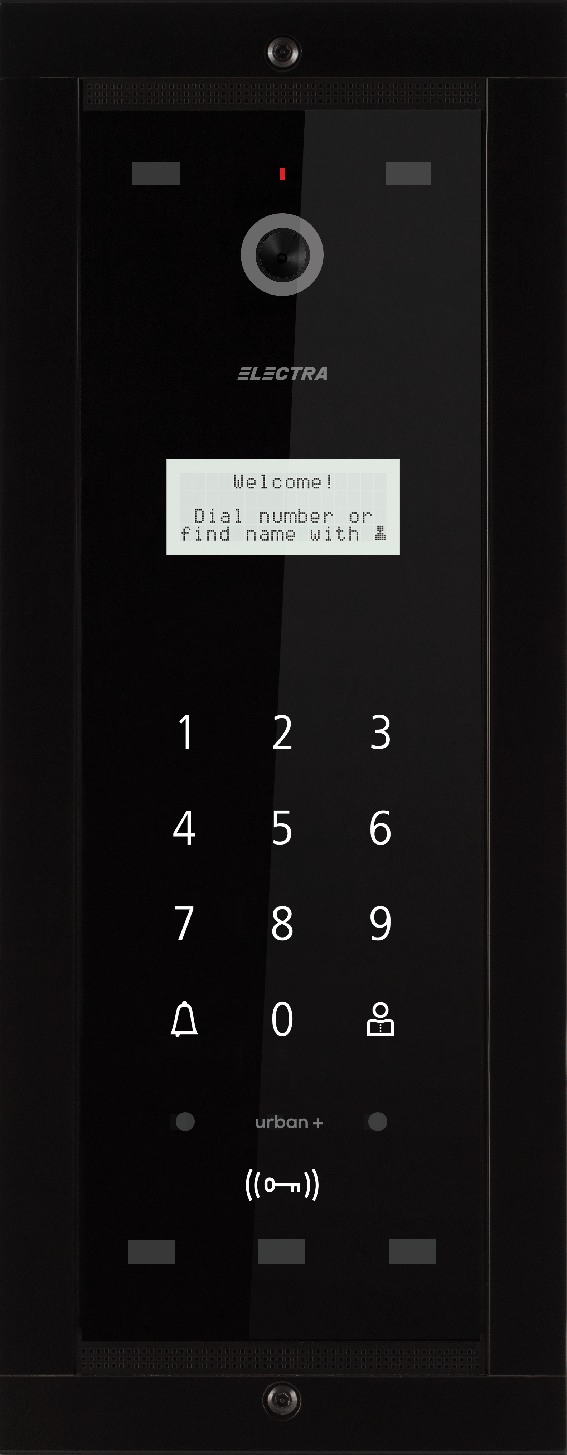 ELECTRA
Welcome!
Dial number or
find name with
1 2 3
4 5 6
7 8 9
0
urban +